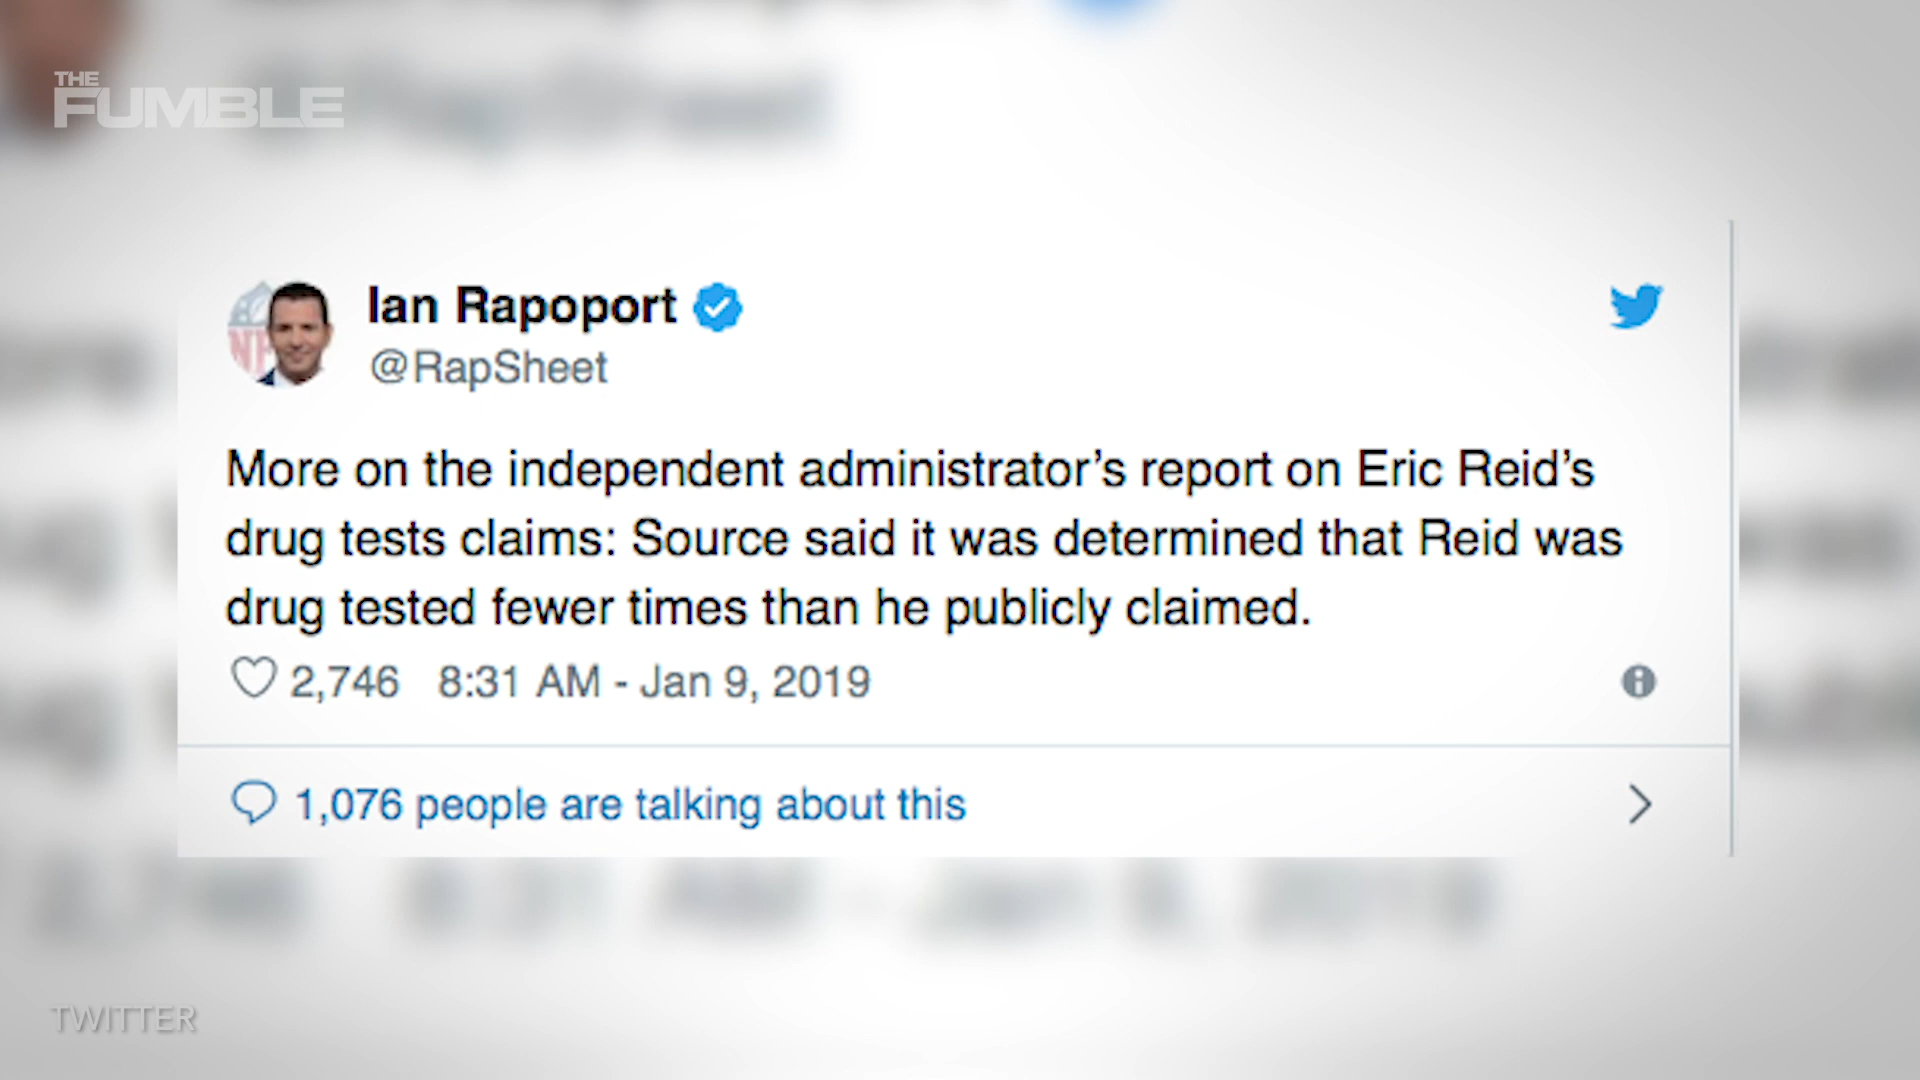 THE
FUMBLE
Ian Rapoport
@RapSheet
More on the independent administrator’s report on Eric Reid’s
drug tests claims: Source said it was determined that Reid was
drug tested fewer times than he publicly claimed.
2,746 8:31 AM - Jan 9, 2019
1,076 people are talking about this
TWITTER